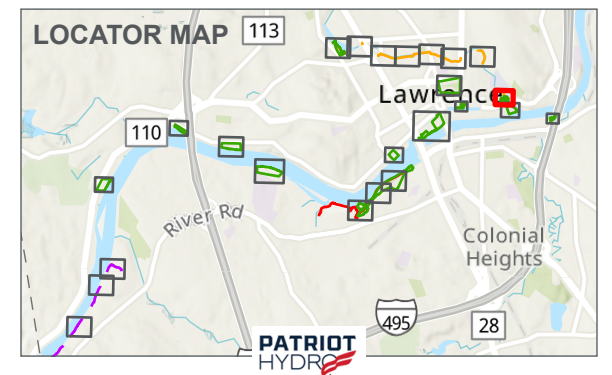 LOCATOR MAP
113
Lawrence
110
River Rd
Colonial
Heights
495
28
PATRIOT
HYDRO